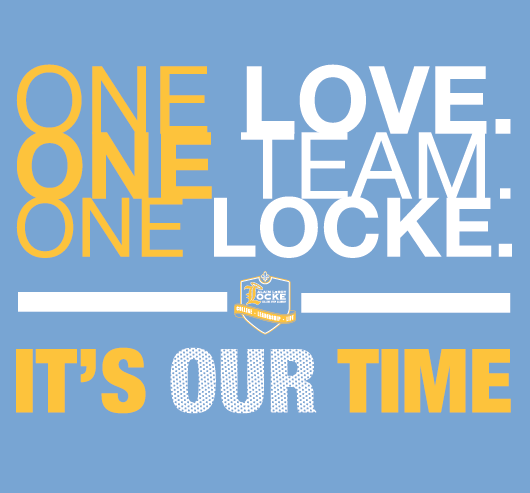 ONE LOVE.
ONE TEAM.
ONE LOCKE.
LOCKE
IT'S OUR TIME